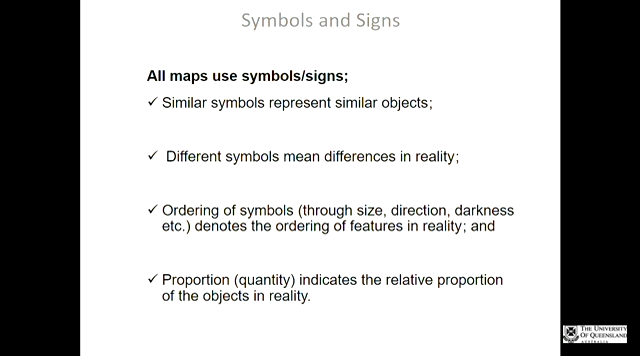 Symbols and Signs
All maps use symbols/signs;
✓ Similar symbols represent similar objects;
✓ Different symbols mean differences in reality;
✓ Ordering of symbols (through size, direction, darkness
etc.) denotes the ordering of features in reality; and
✓ Proportion (quantity) indicates the relative proportion
of the objects in reality.
THE UNIVERSITY
OF QUEENSLAND
AUSTRALIA